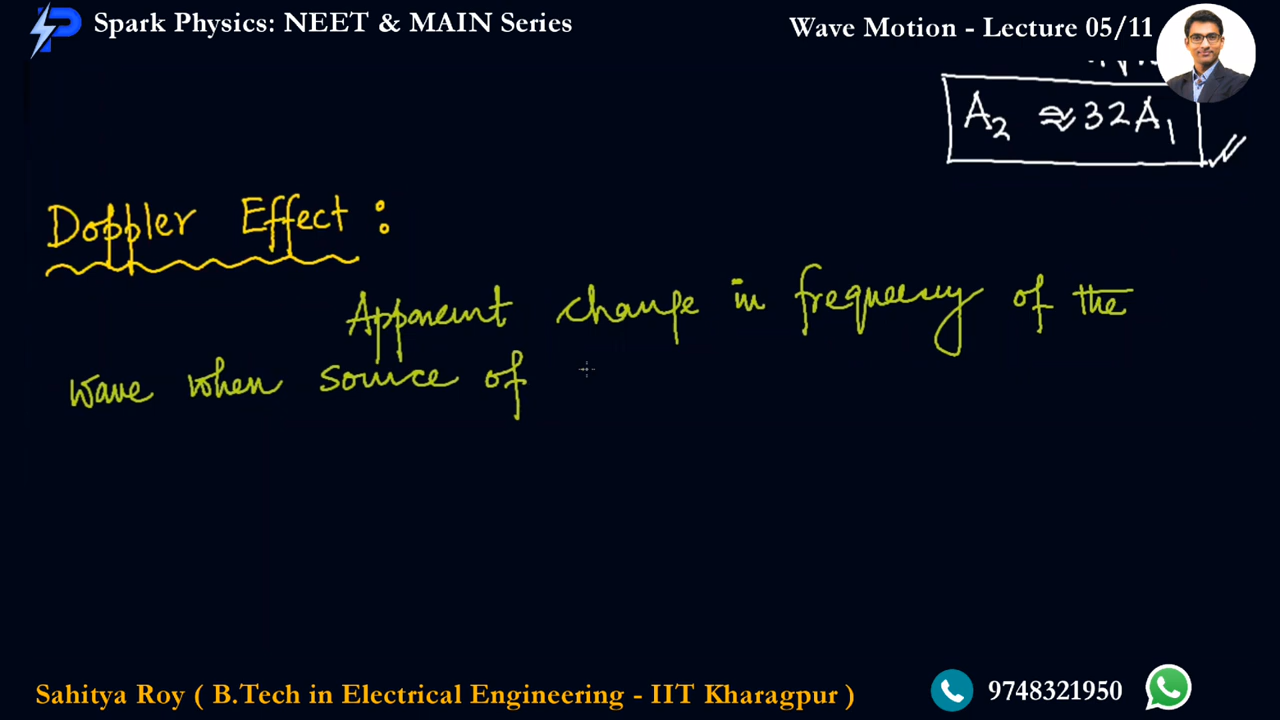 Spark Physics: NEET & MAIN Series
Wave Motion - Lecture 05/11
A₂ ≈ 32A₁
Doppler Effect :
Apparent change in frequency of the
wave when source of
Sahitya Roy ( B.Tech in Electrical Engineering - IIT Kharagpur )
9748321950